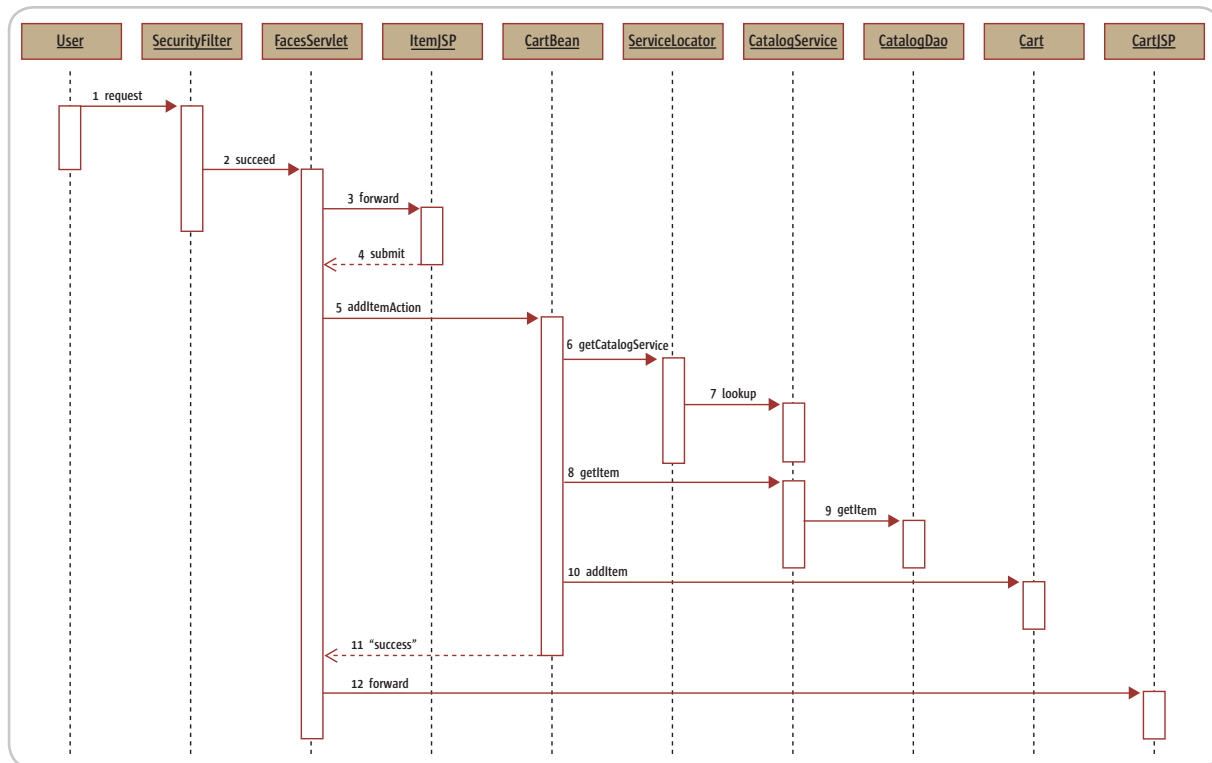 User
SecurityFilter
FacesServlet
ItemJSP
CartBean
ServiceLocator
CatalogService
CatalogDao
Cart
CartJSP
1 request
2 succeed
3 forward
4 submit
5 addItemAction
6 getCatalogService
7 lookup
8 getItem
9 getItem
10 addItem
11 “success”
12 forward